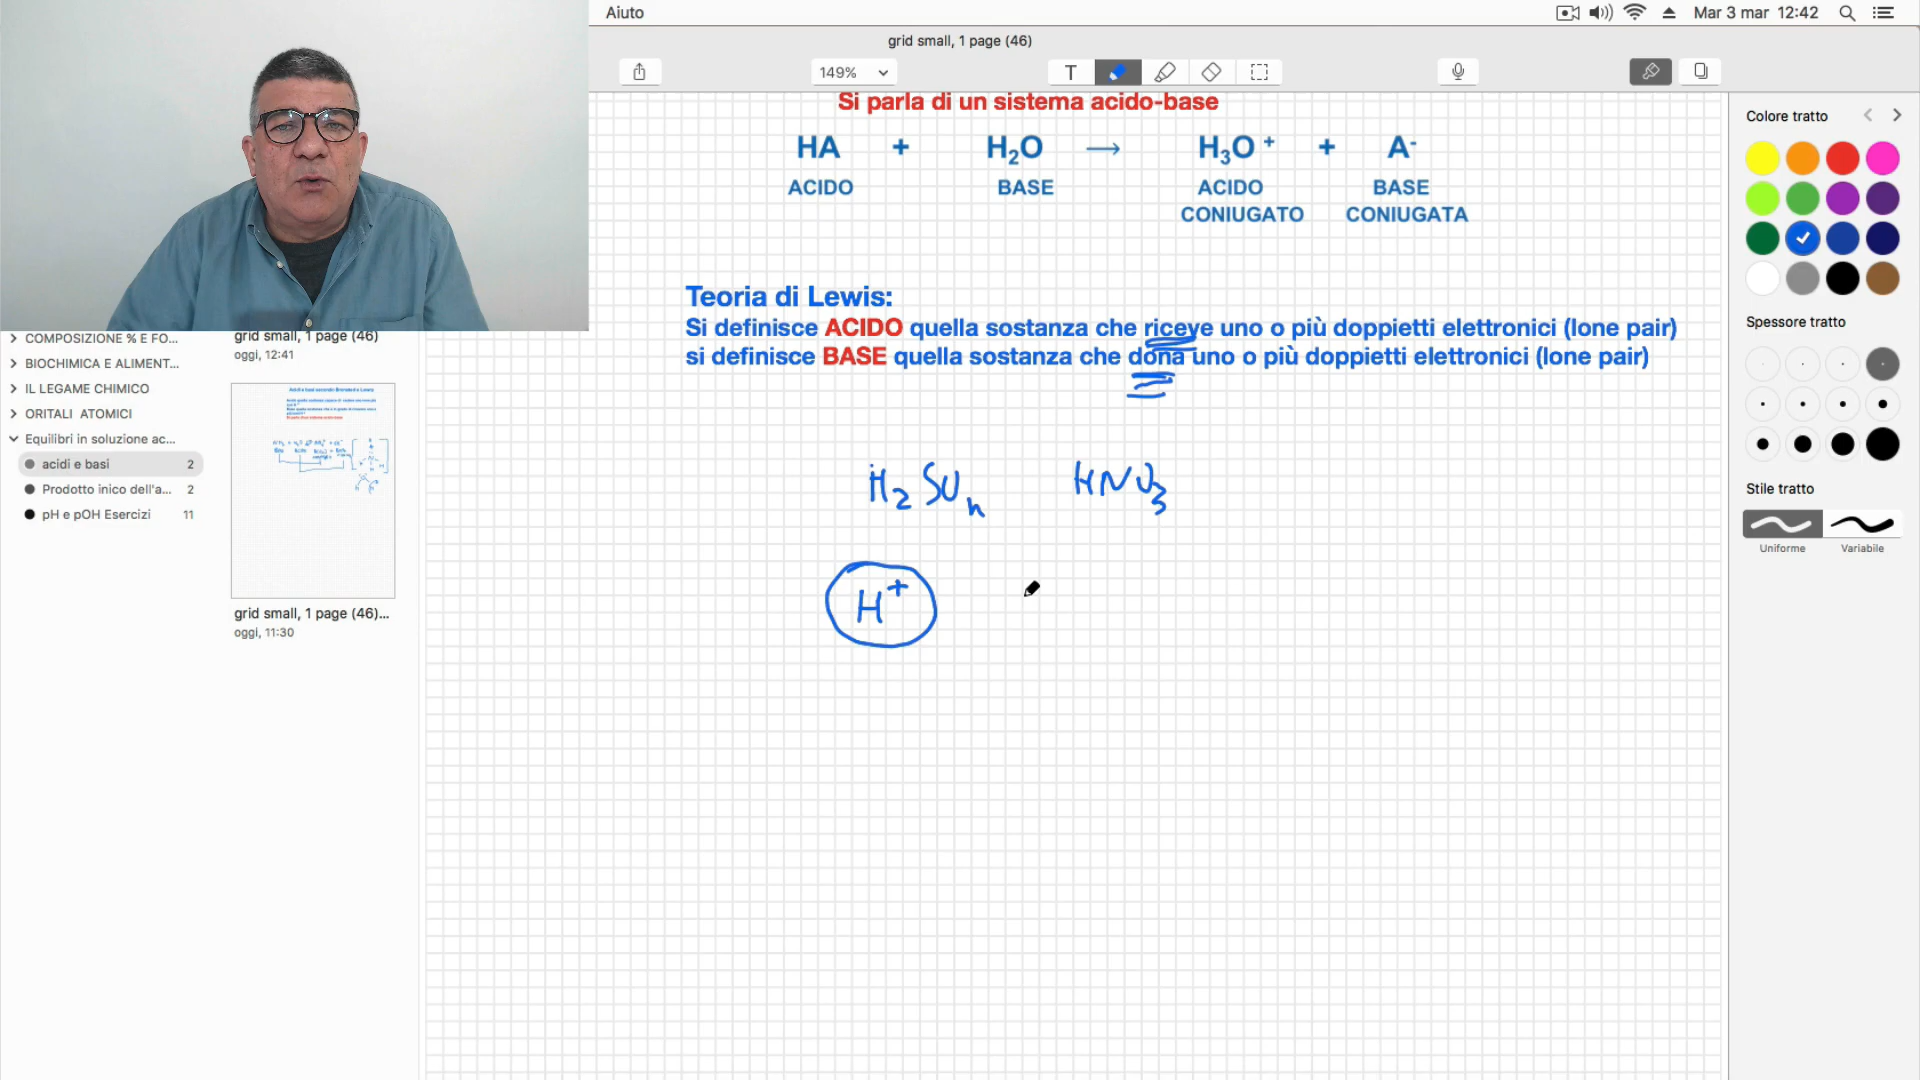 Aiuto
Mar 3 mar 12:42
grid small, 1 page (46)
149%
T
Si parla di un sistema acido-base
HA + H₂O → H₃O⁺ + A⁻
ACIDO BASE ACIDO BASE
CONIUGATO CONIUGATA
Teoria di Lewis:
Si definisce ACIDO quella sostanza che riceve uno o più doppietti elettronici (lone pair)
si definisce BASE quella sostanza che dona uno o più doppietti elettronici (lone pair)
H₂SO₄ HNO₃
H⁺
COMPOSIZIONE % E FO...
BIOCHIMICA E ALIMENT...
IL LEGAME CHIMICO
ORITALI ATOMICI
Equilibri in soluzione ac...
acidi e basi 2
Prodotto inico dell'a... 2
pH e pOH Esercizi 11
grid small, 1 page (46)
oggi, 12:41
grid small, 1 page (46)...
oggi, 11:30
Colore tratto
Spessore tratto
Stile tratto
Uniforme Variabile